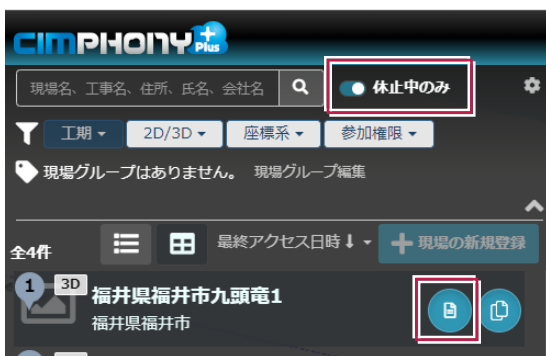 CIMPHONY Plus
現場名、工事名、住所、氏名、会社名
休止中のみ
工期 2D/3D 座標系 参加権限
現場グループはありません。 現場グループ編集
全4件 最終アクセス日時↓ +現場の新規登録
1 3D
福井県福井市九頭竜1
福井県福井市